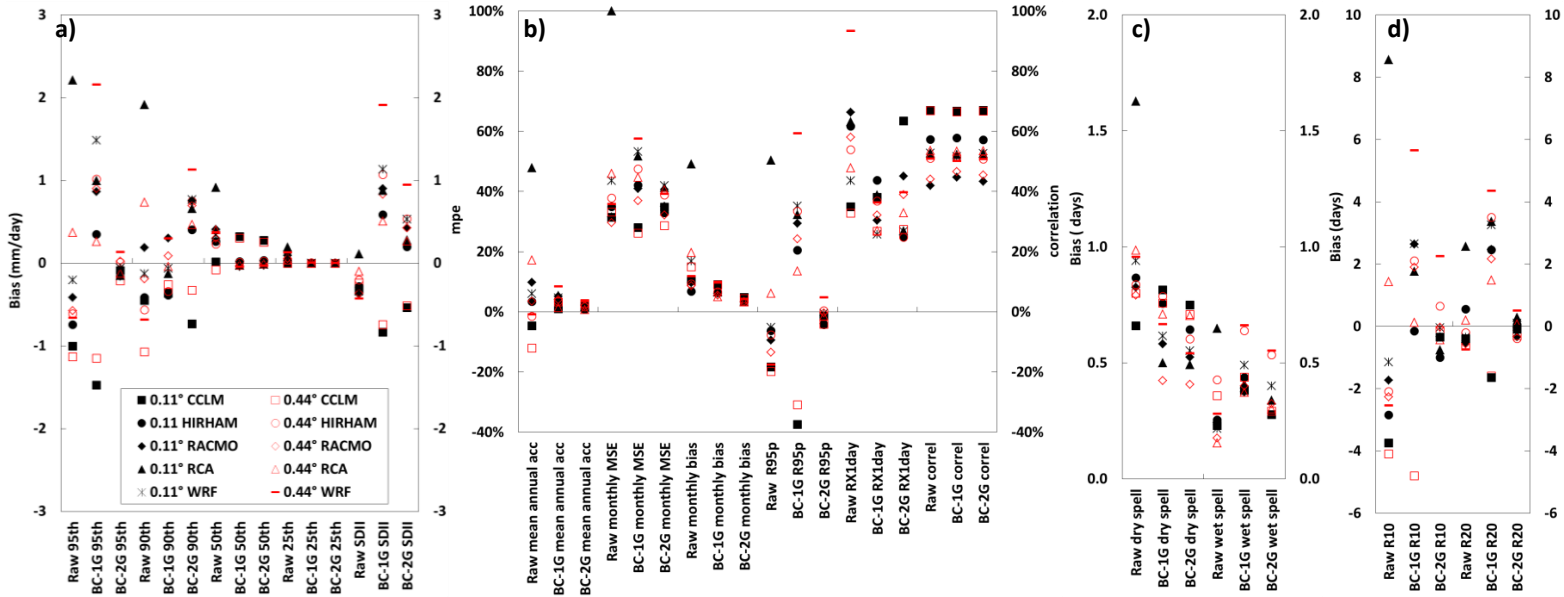 a)
3
2
1
0
-1
-2
-3
Bias (mm/day)
3
2
1
0
-1
-2
-3
mpe
0.11° CCLM
0.44° CCLM
0.11 HIRHAM
0.44° HIRHAM
0.11° RACMO
0.44° RACMO
0.11° RCA
0.44° RCA
0.11° WRF
0.44° WRF
Raw 95th
BC-1G 95th
BC-2G 95th
Raw 90th
BC-1G 90th
BC-2G 90th
Raw 50th
BC-1G 50th
BC-2G 50th
Raw 25th
BC-1G 25th
BC-2G 25th
Raw SDII
BC-1G SDII
BC-2G SDII
b)
100%
80%
60%
40%
20%
0%
-20%
-40%
100%
80%
60%
40%
20%
0%
-20%
-40%
correlation
Raw mean annual acc
BC-1G mean annual acc
BC-2G mean annual acc
Raw monthly MSE
BC-1G monthly MSE
BC-2G monthly MSE
Raw monthly bias
BC-1G monthly bias
BC-2G monthly bias
Raw R95p
BC-1G R95p
BC-2G R95p
Raw RX1day
BC-1G RX1day
BC-2G RX1day
Raw correl
BC-1G correl
BC-2G correl
c)
2.0
1.5
1.0
0.5
0.0
Bias ( days)
2.0
1.5
1.0
0.5
0.0
Raw dry spell
BC-1G dry spell
BC-2G dry spell
Raw wet spell
BC-1G wet spell
BC-2G wet spell
d)
10
8
6
4
2
0
-2
-4
-6
Bias (days)
10
8
6
4
2
0
-2
-4
-6
Raw R10
BC-1G R10
BC-2G R10
Raw R20
BC-1G R20
BC-2G R20